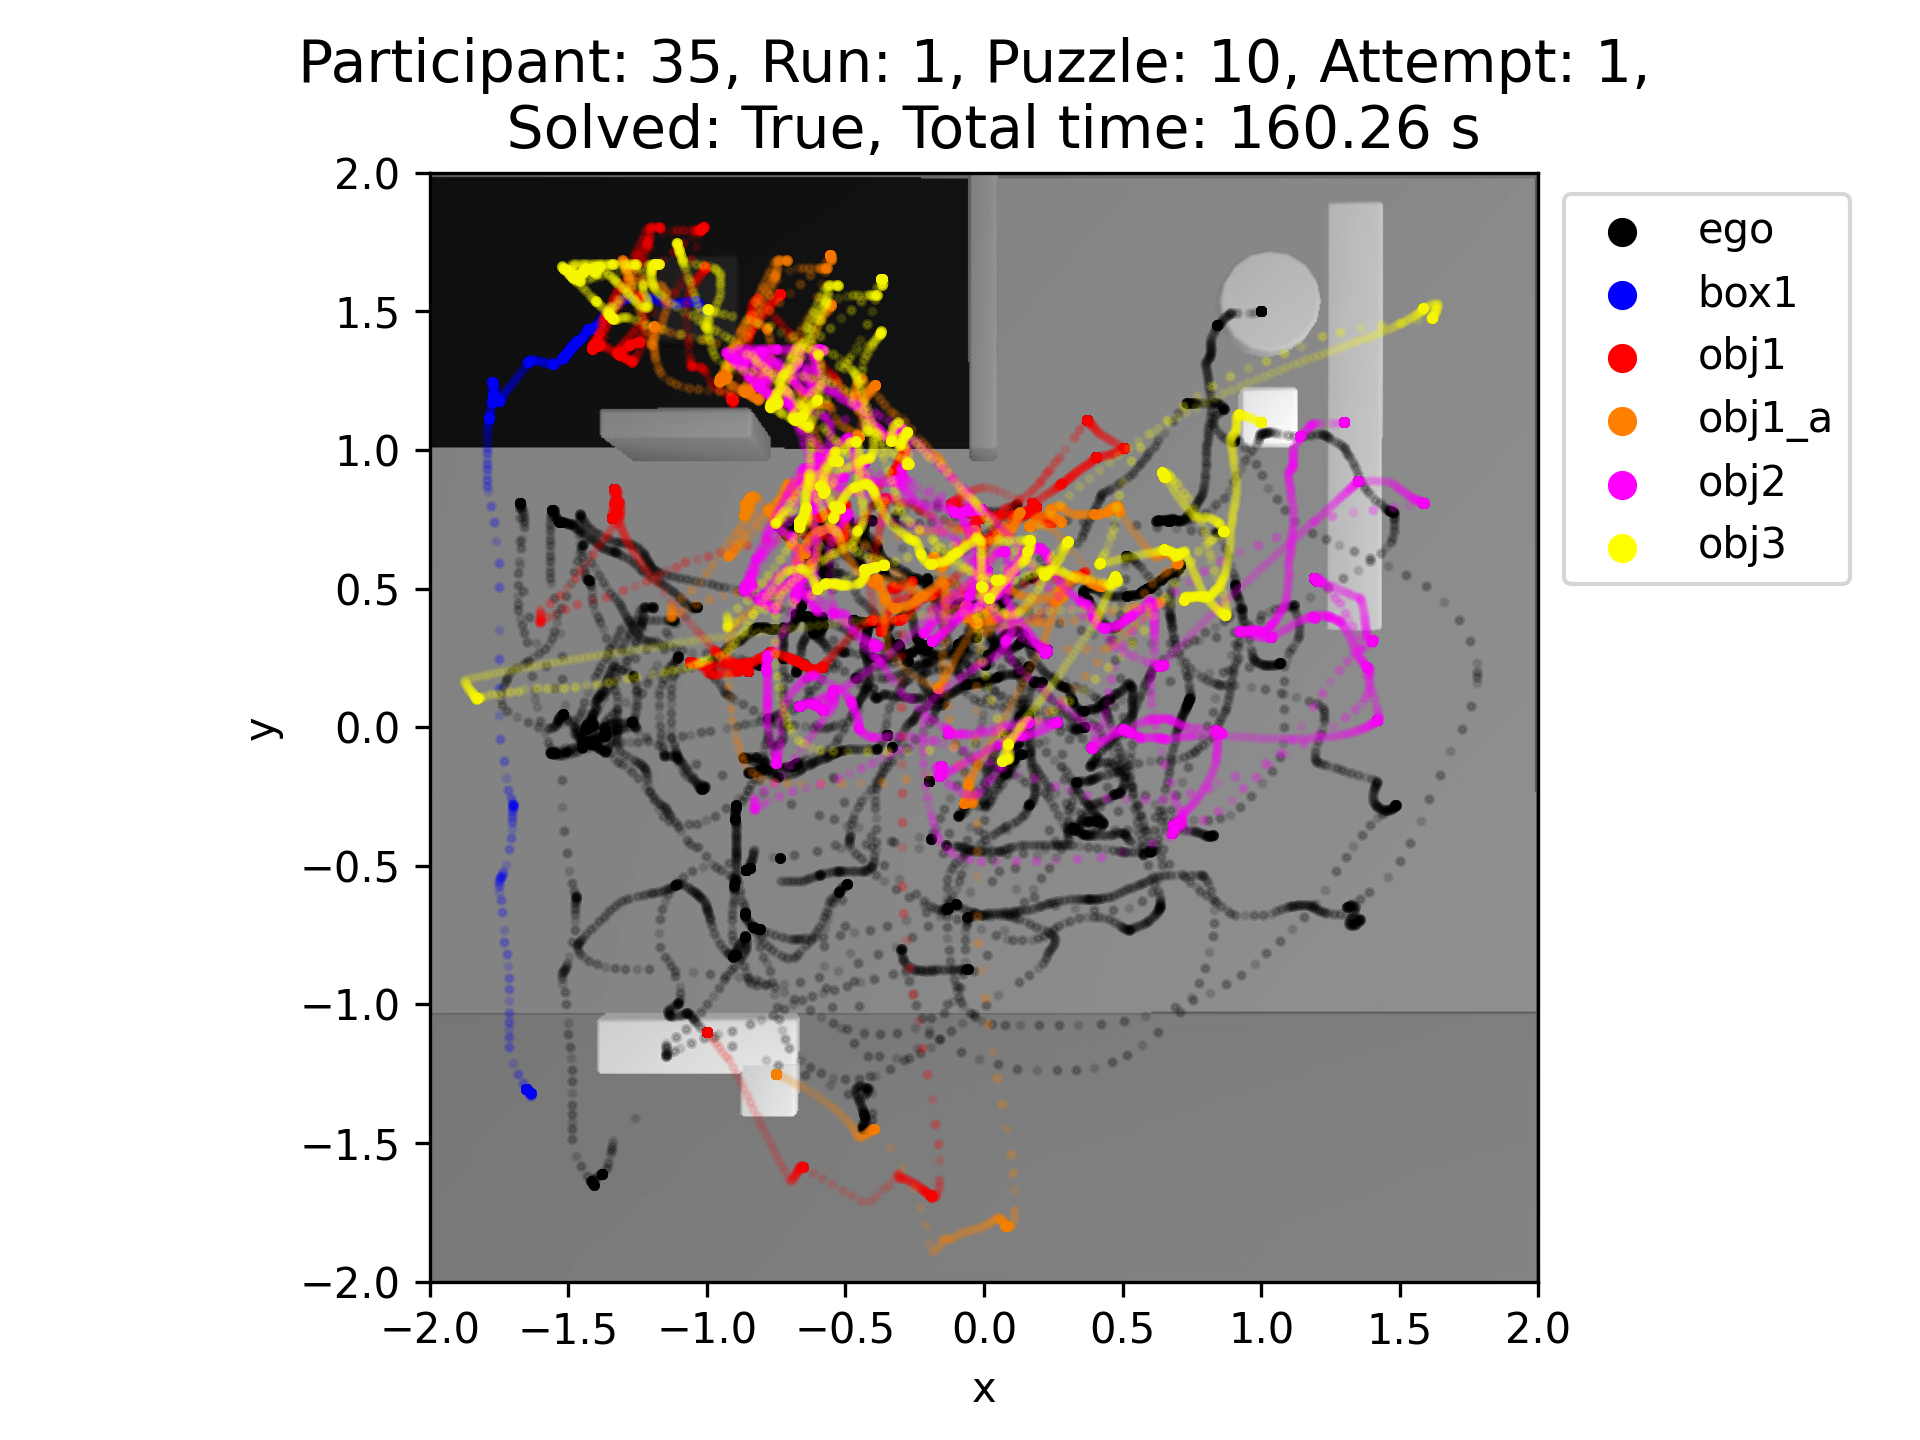 Participant: 35, Run: 1, Puzzle: 10, Attempt: 1,
Solved: True, Total time: 160.26 s
2.0
1.5
1.0
0.5
0.0
−0.5
−1.0
−1.5
−2.0
y
−2.0 −1.5 −1.0 −0.5 0.0 0.5 1.0 1.5 2.0
x
ego
box1
obj1
obj1_a
obj2
obj3